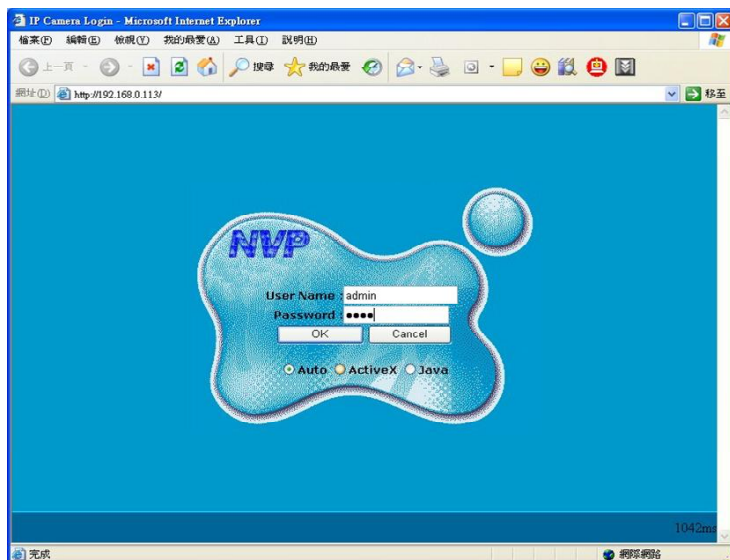 IP Camera Login - Microsoft Internet Explorer
檔案(F) 編輯(E) 檢視(V) 我的最愛(A) 工具(T) 說明(H)
上一頁 搜尋 我的最愛
網址(D) http://192.168.0.113/ 移至
NVP
User Name : admin
Password : ●●●●
OK Cancel
Auto ActiveX Java
1042ms
完成 網際網路